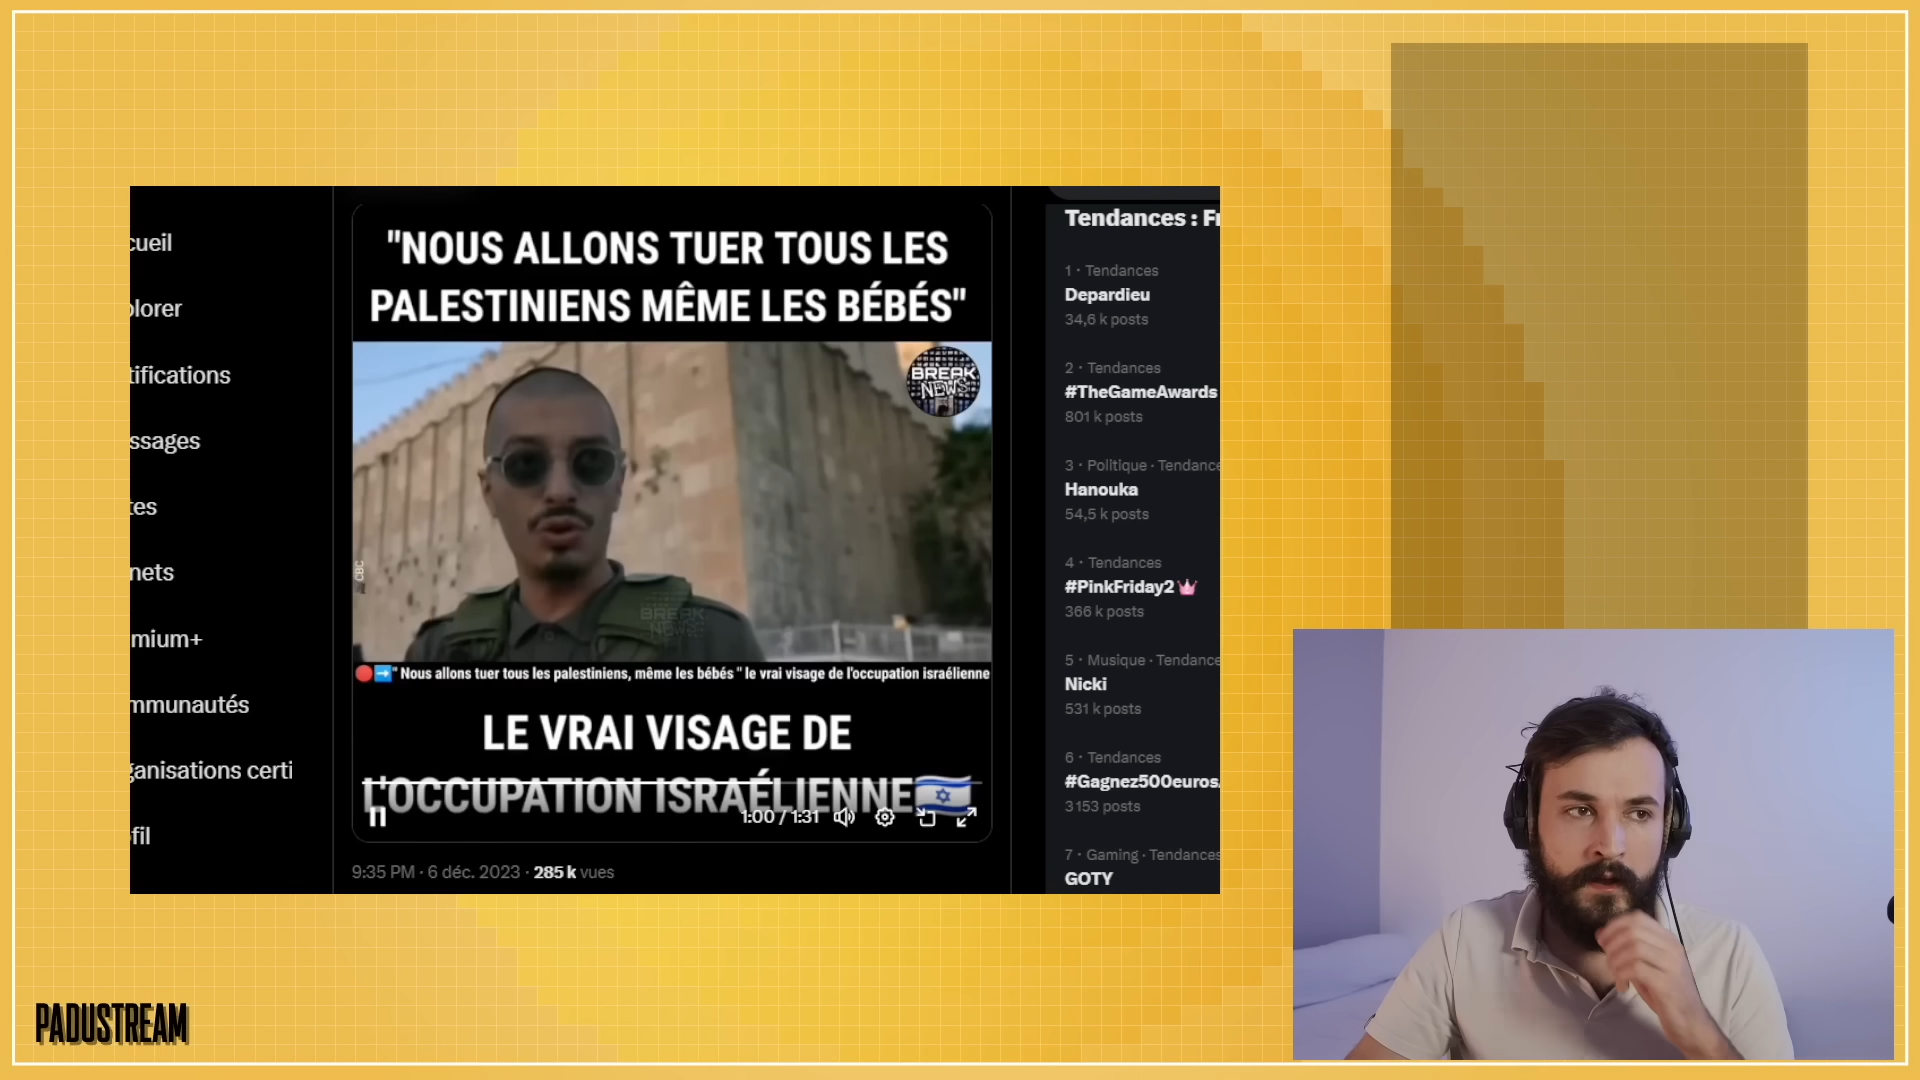 cueil
plorer
tifications
ssages
tes
nets
mium+
mmunautés
ganisations certi
fil
"NOUS ALLONS TUER TOUS LES
PALESTINIENS MÊME LES BÉBÉS"
BREAK
NEWS
CBC
BREAK
NEWS
🔴➡️" Nous allons tuer tous les palestiniens, même les bébés " le vrai visage de l'occupation israélienne
LE VRAI VISAGE DE
L'OCCUPATION ISRAÉLIENNE🇮🇱
1:00 / 1:31
9:35 PM · 6 déc. 2023 · 285 k vues
Tendances : Fr
1 · Tendances
Depardieu
34,6 k posts
2 · Tendances
#TheGameAwards
801 k posts
3 · Politique · Tendance
Hanouka
54,5 k posts
4 · Tendances
#PinkFriday2👑
366 k posts
5 · Musique · Tendance
Nicki
531 k posts
6 · Tendances
#Gagnez500euros
3153 posts
7 · Gaming · Tendances
GOTY
PADUSTREAM